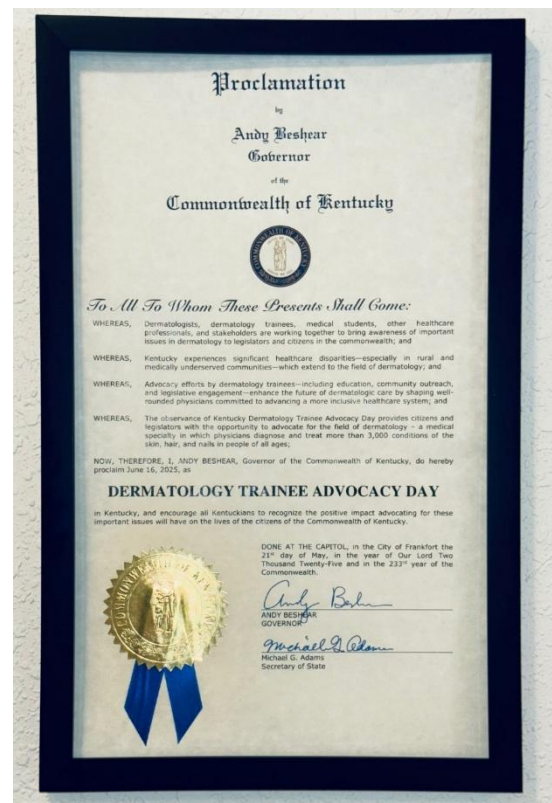 Proclamation
by
Andy Beshear
Governor
of the
Commonwealth of Kentucky
To All To Whom These Presents Shall Come:
WHEREAS, Dermatologists, dermatology trainees, medical students, other healthcare
professionals, and stakeholders are working together to bring awareness of important
issues in dermatology to legislators and citizens in the commonwealth; and
WHEREAS, Kentucky experiences significant healthcare disparities—especially in rural and
medically underserved communities—which extend to the field of dermatology; and
WHEREAS, Advocacy efforts by dermatology trainees—including education, community outreach,
and legislative engagement—enhance the future of dermatologic care by shaping well-
rounded physicians committed to advancing a more inclusive healthcare system; and
WHEREAS, The observance of Kentucky Dermatology Trainee Advocacy Day provides citizens and
legislators with the opportunity to advocate for the field of dermatology – a medical
specialty in which physicians diagnose and treat more than 3,000 conditions of the
skin, hair, and nails in people of all ages;
NOW, THEREFORE, I, ANDY BESHEAR, Governor of the Commonwealth of Kentucky, do hereby
proclaim June 16, 2025, as
DERMATOLOGY TRAINEE ADVOCACY DAY
in Kentucky, and encourage all Kentuckians to recognize the positive impact advocating for these
important issues will have on the lives of the citizens of the Commonwealth of Kentucky.
DONE AT THE CAPITOL, in the City of Frankfort the
21st day of May, in the year of Our Lord Two
Thousand Twenty-Five and in the 233rd year of the
Commonwealth.
Andy Beshear
ANDY BESHEAR
GOVERNOR
Michael G. Adams
Michael G. Adams
Secretary of State